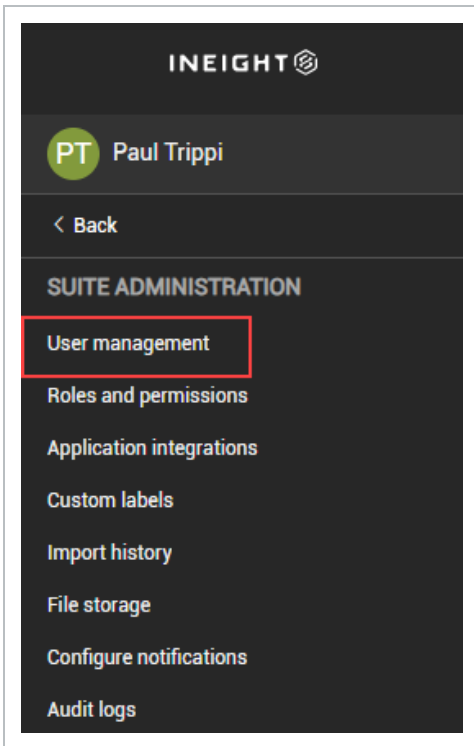 INEIGHT
PT Paul Trippi
< Back
SUITE ADMINISTRATION
User management
Roles and permissions
Application integrations
Custom labels
Import history
File storage
Configure notifications
Audit logs